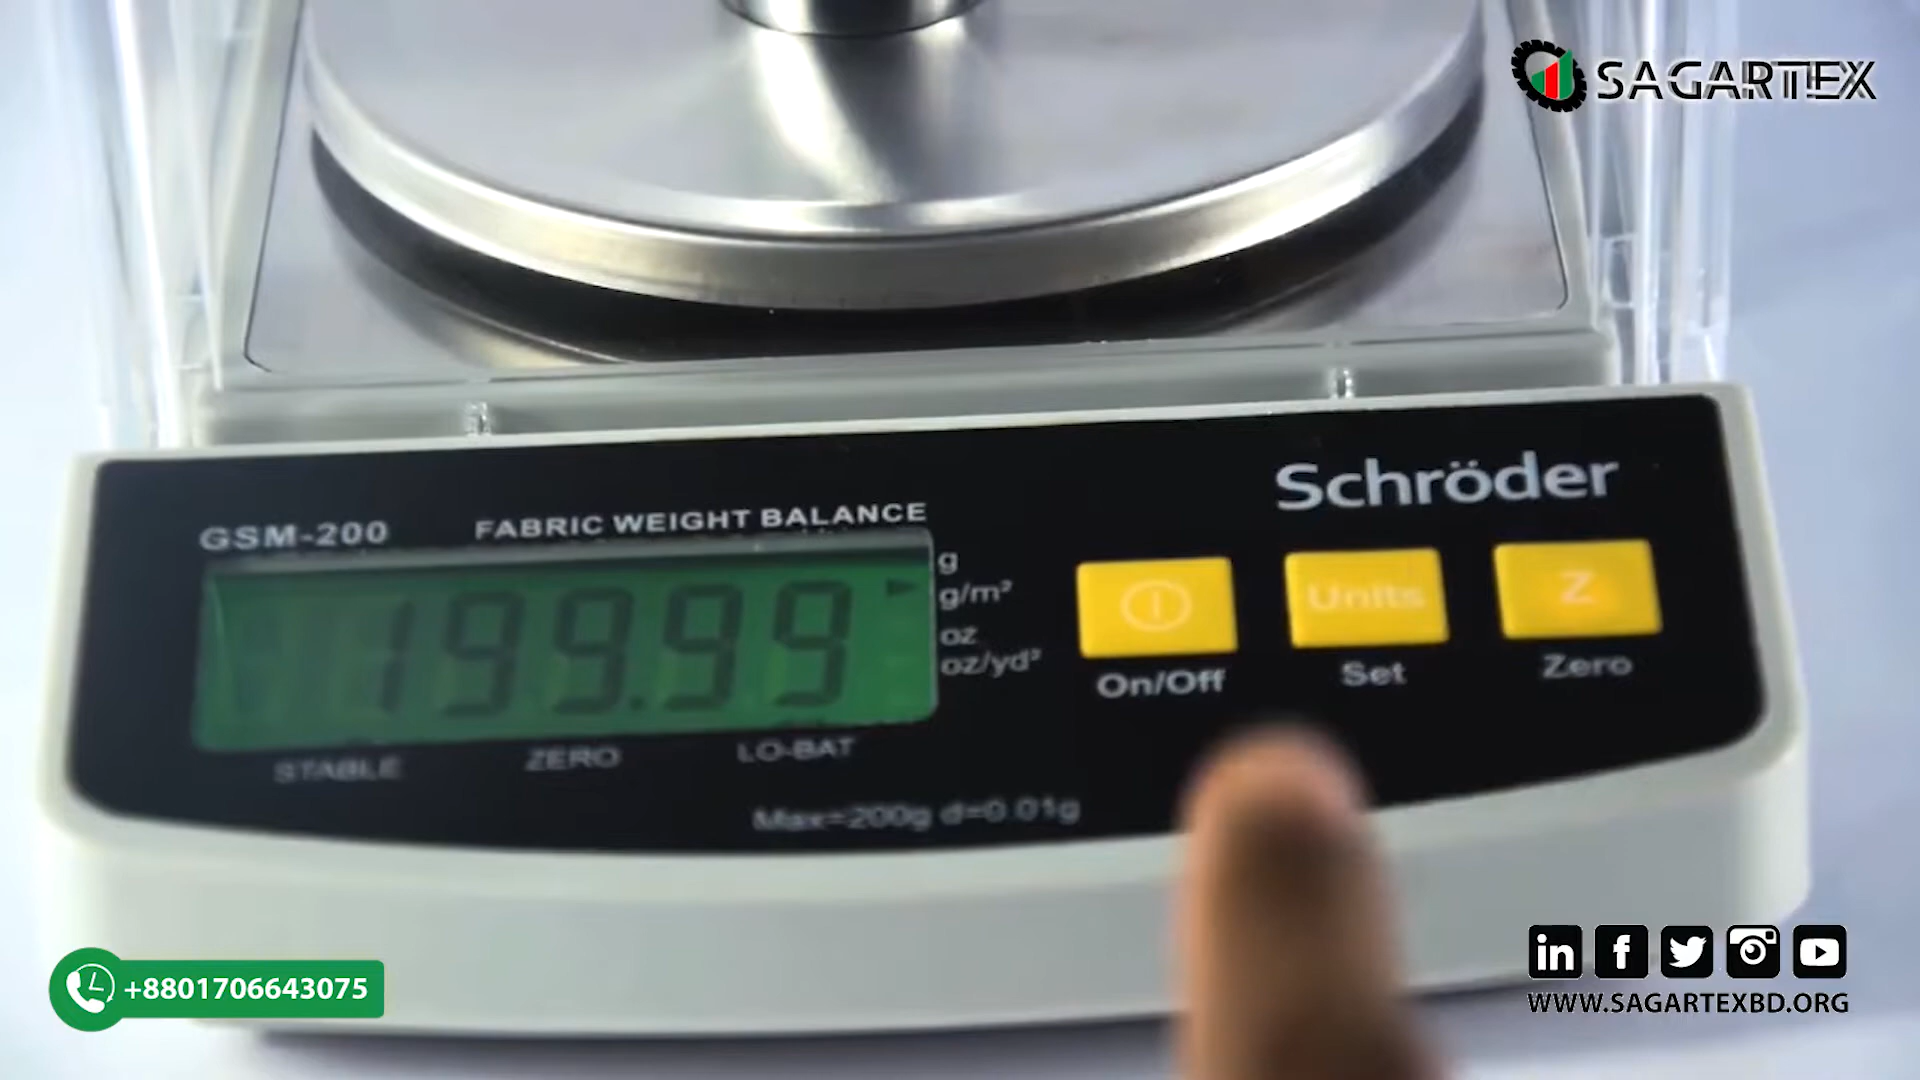 SAGARTEX
Schröder
GSM-200 FABRIC WEIGHT BALANCE
199.99
g
g/m²
oz
oz/yd²
Units
Z
On/Off
Set
Zero
STABLE ZERO LO-BAT
Max=200g d=0.01g
+8801706643075
in f
WWW.SAGARTEXBD.ORG